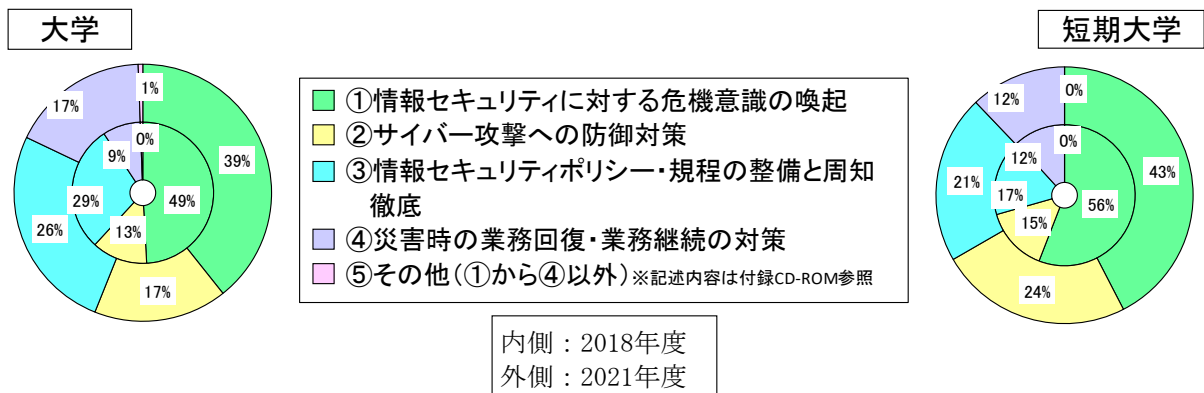 大学
短期大学
1%
17%
0%
9%
39%
29%
49%
13%
26%
17%
①情報セキュリティに対する危機意識の喚起
②サイバー攻撃への防御対策
③情報セキュリティポリシー・規程の整備と周知
徹底
④災害時の業務回復・業務継続の対策
⑤その他(①から④以外)※記述内容は付録CD-ROM参照
0%
12%
0%
12%
43%
21%
17%
56%
15%
24%
内側：2018年度
外側：2021年度